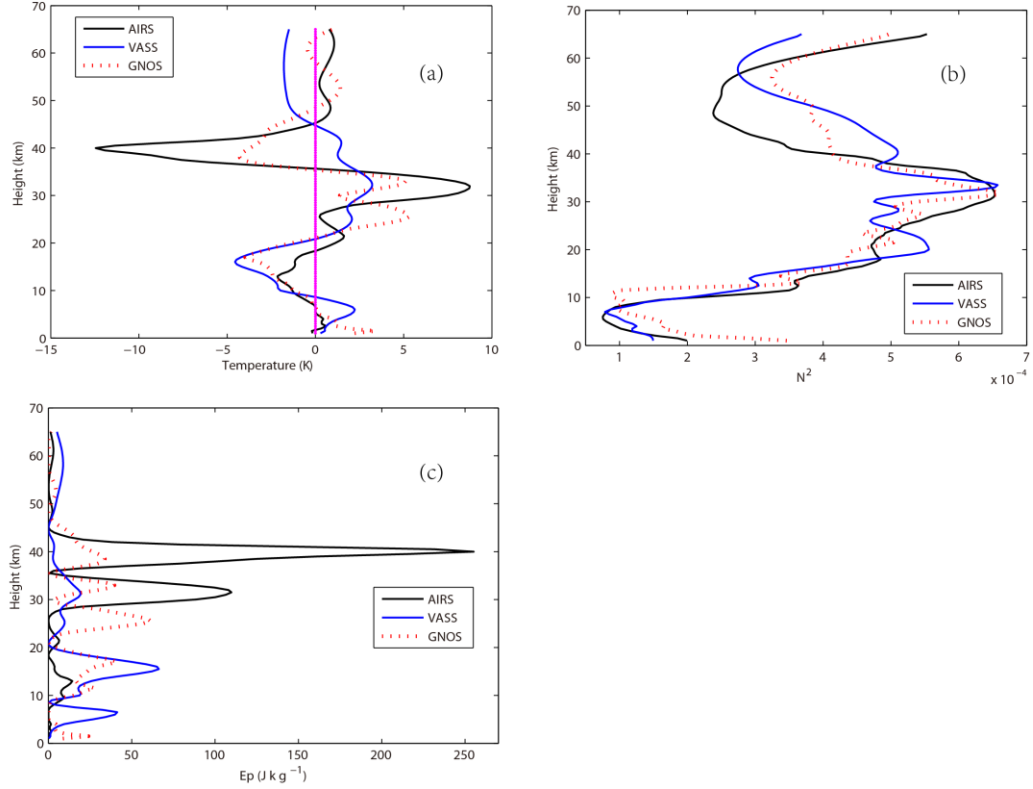 70
60
50
40
30
20
10
0
Height (km)
AIRS
VASS
GNOS
(a)
−15
−10
−5
0
5
10
Temperature (K)
70
60
50
40
30
20
10
0
Height (km)
(b)
AIRS
VASS
GNOS
1
2
3
4
5
6
7
N²
x 10⁻⁴
70
60
50
40
30
20
10
0
Height (km)
(c)
AIRS
VASS
GNOS
0
50
100
150
200
250
Ep (J k g⁻¹)